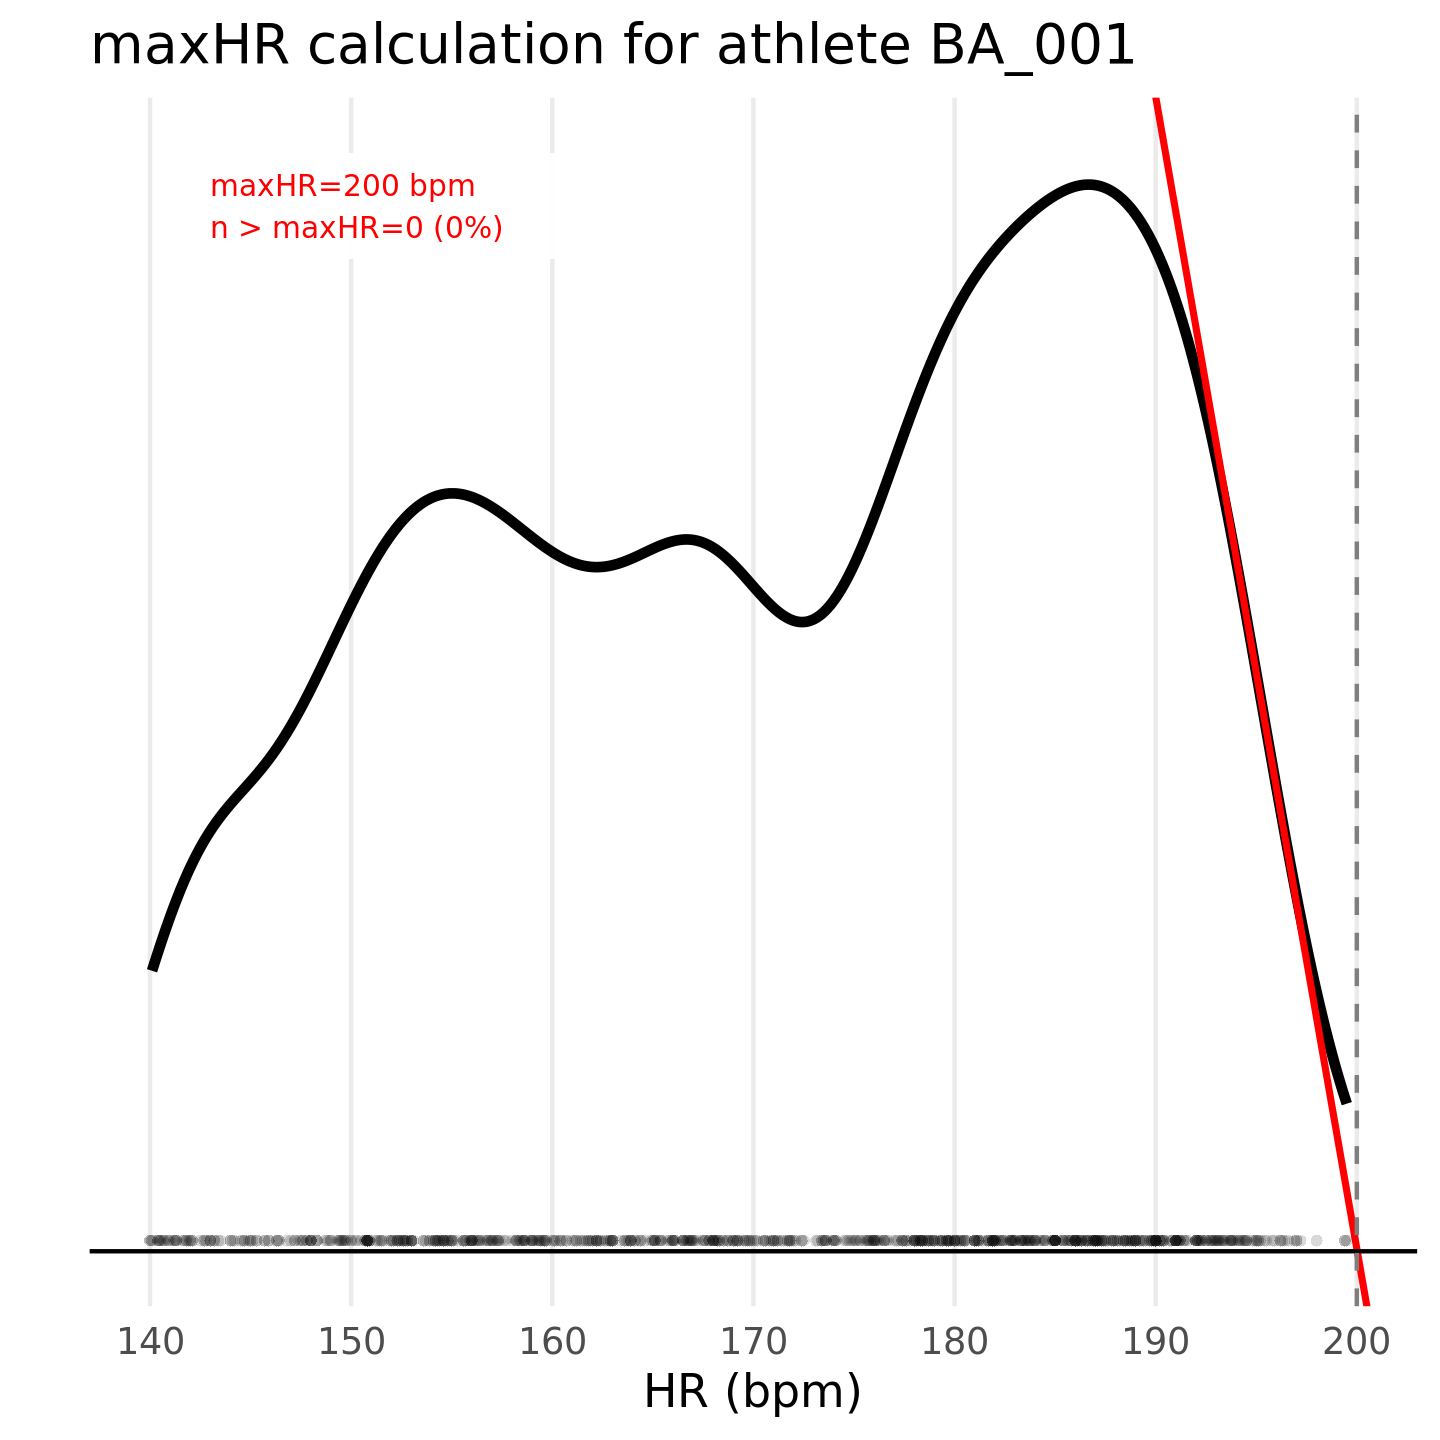 maxHR calculation for athlete BA_001
maxHR=200 bpm
n > maxHR=0 (0%)
140 150 160 170 180 190 200
HR (bpm)